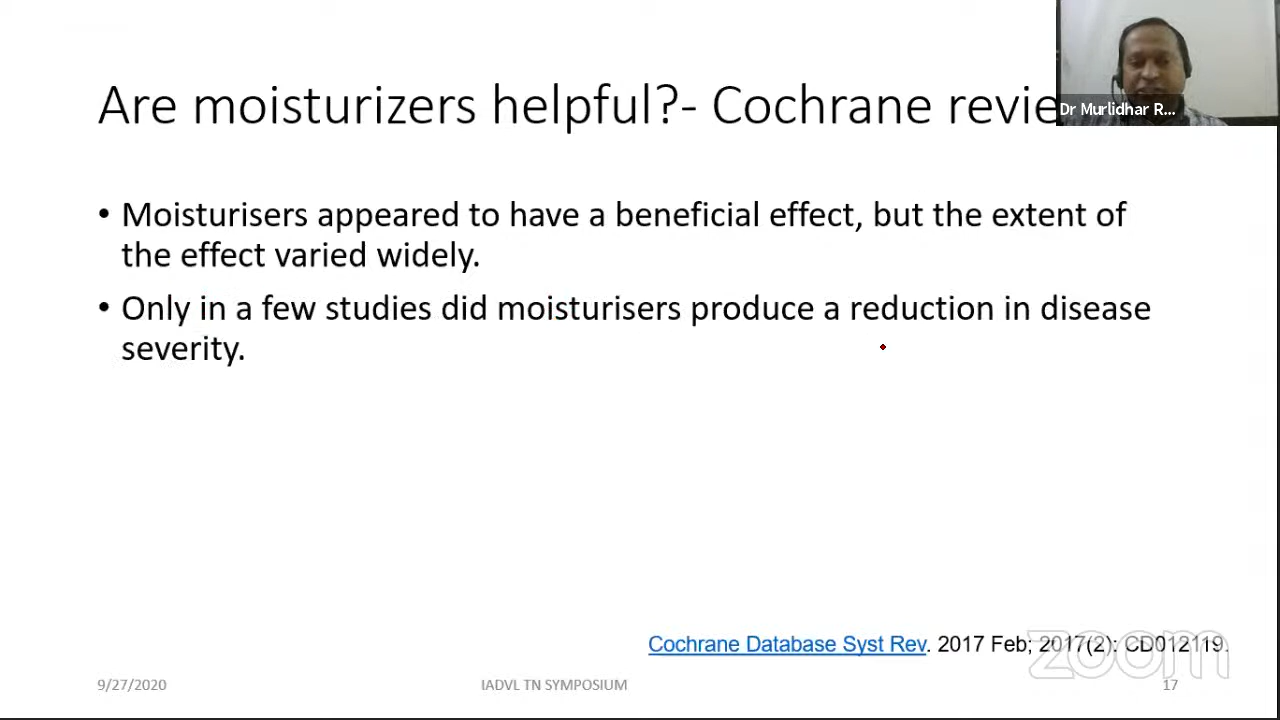 Are moisturizers helpful?- Cochrane revie
Dr Murlidhar R...
• Moisturisers appeared to have a beneficial effect, but the extent of
the effect varied widely.
• Only in a few studies did moisturisers produce a reduction in disease
severity.
Cochrane Database Syst Rev. 2017 Feb; 2017(2): CD012119.
zoom
9/27/2020
IADVL TN SYMPOSIUM
17